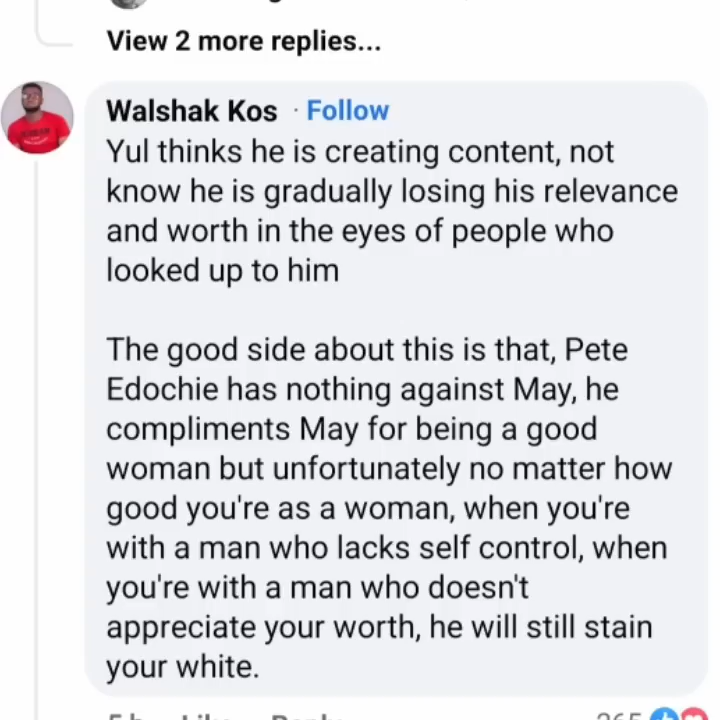 View 2 more replies...
Walshak Kos · Follow
Yul thinks he is creating content, not
know he is gradually losing his relevance
and worth in the eyes of people who
looked up to him
The good side about this is that, Pete
Edochie has nothing against May, he
compliments May for being a good
woman but unfortunately no matter how
good you're as a woman, when you're
with a man who lacks self control, when
you're with a man who doesn't
appreciate your worth, he will still stain
your white.